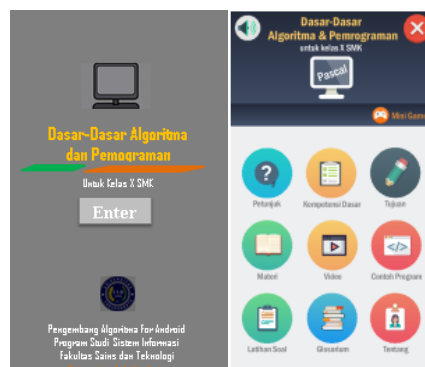 Dasar-Dasar Algoritma
dan Pemograman
Untuk Kelas X SMK
Enter
Pengembang Algoritma For Android
Program Studi Sistem Informasi
Fakultas Sains dan Teknologi
Dasar-Dasar
Algoritma & Pemrograman
untuk kelas X SMK
Pascal
Mini Game
Petunjuk
Kompetensi Dasar
Tujuan
Materi
Video
Contoh Program
Latihan Soal
Glosarium
Tentang